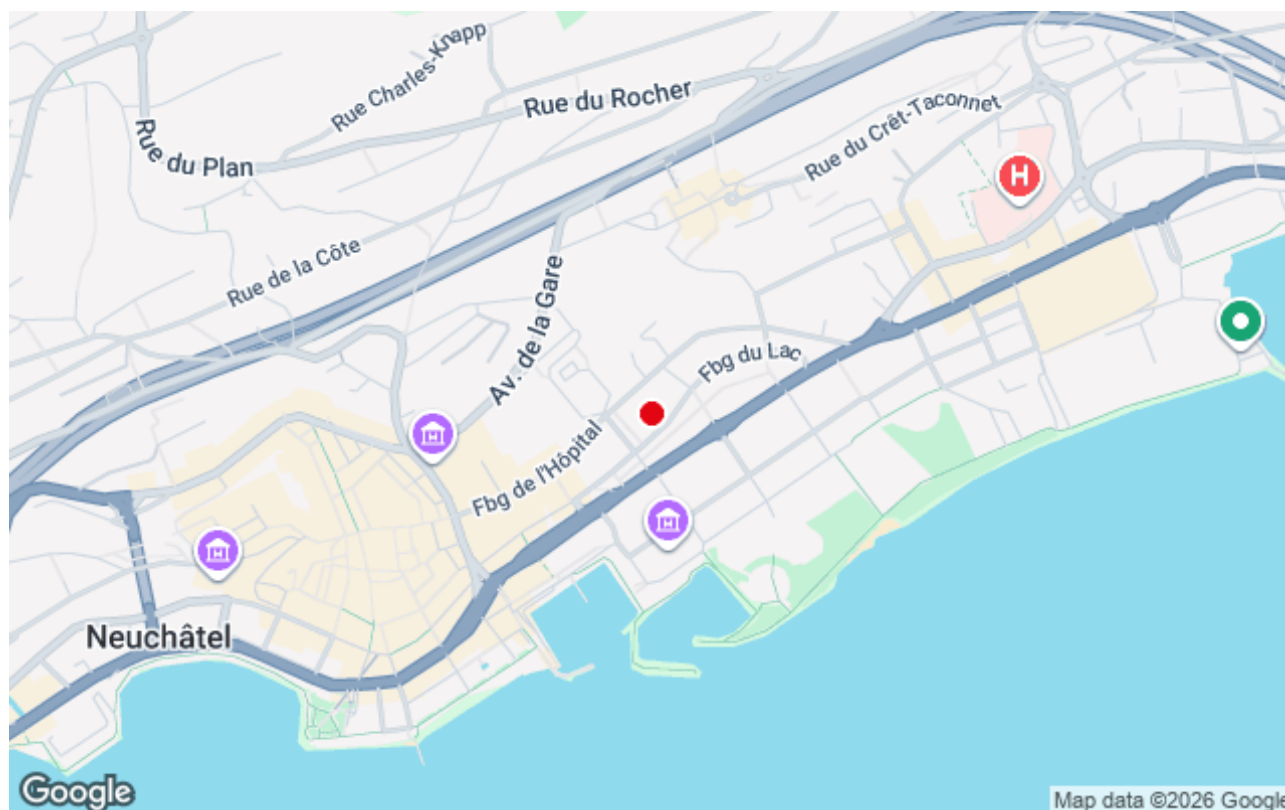 Rue Charles-Knapp
Rue du Rocher
Rue du Plan
Rue du Crêt-Taconnet
H
Rue de la Côte
Av. de la Gare
Fbg du Lac
Fbg de l'Hôpital
Neuchâtel
Google
Map data ©2026 Google